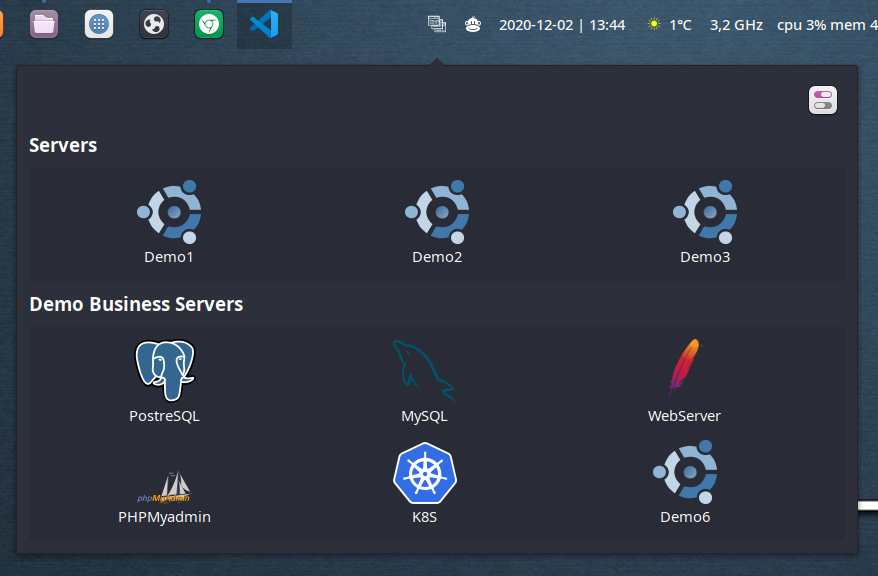 2020-12-02 | 13:44 1°C 3,2 GHz cpu 3% mem 4
Servers
Demo1 Demo2 Demo3
Demo Business Servers
PostreSQL MySQL WebServer
phpMyAdmin
PHPMyadmin K8S Demo6